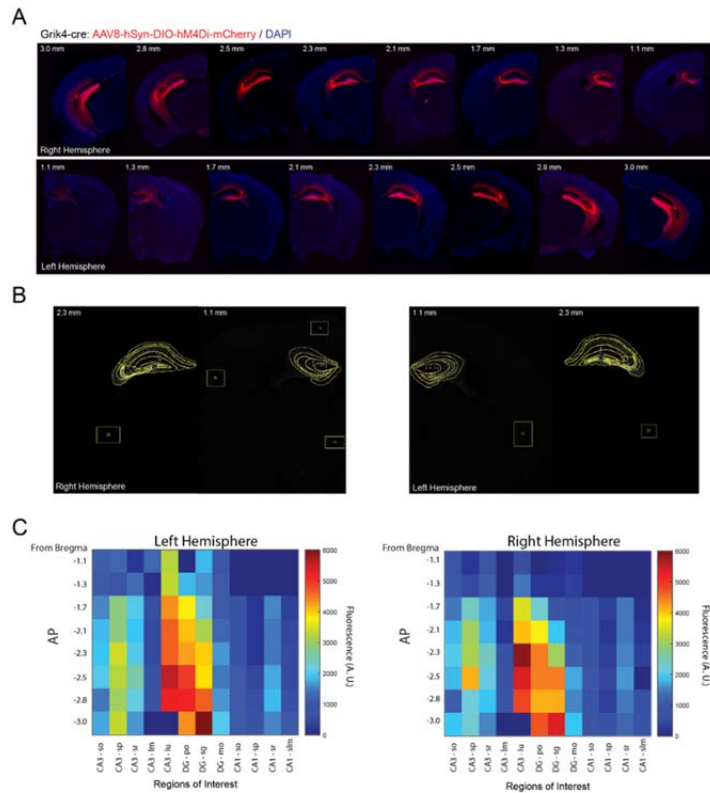 A
Grik4-cre: AAV8-hSyn-DIO-hM4Di-mCherry / DAPI
3.0 mm 2.8 mm 2.5 mm 2.3 mm 2.1 mm 1.7 mm 1.3 mm 1.1 mm
Right Hemisphere
1.1 mm 1.3 mm 1.7 mm 2.1 mm 2.3 mm 2.5 mm 2.8 mm 3.0 mm
Left Hemisphere
B
2.3 mm 1.1 mm 1.1 mm 2.3 mm
Right Hemisphere Left Hemisphere
C
Left Hemisphere
From Bregma
-1.1
-1.3
-1.7
-2.1
-2.3
-2.5
-2.8
-3.0
AP
CA3 - so
CA3 - sp
CA3 - sr
CA3 - lm
CA3 - lu
DG - po
DG - sg
DG - mo
CA1 - so
CA1 - sp
CA1 - sr
CA1 - slm
Regions of Interest
6000
5000
4000
3000
2000
1000
0
Fluorescence (A. U.)
Right Hemisphere
From Bregma
-1.1
-1.3
-1.7
-2.1
-2.3
-2.5
-2.8
-3.0
AP
CA3 - so
CA3 - sp
CA3 - sr
CA3 - lm
CA3 - lu
DG - po
DG - sg
DG - mo
CA1 - so
CA1 - sp
CA1 - sr
CA1 - slm
Regions of Interest
6000
5000
4000
3000
2000
1000
0
Fluorescence (A. U.)